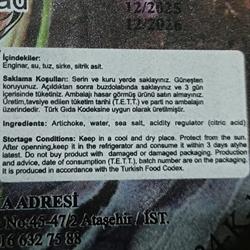 12/2025
12/2026
İçindekiler:
Enginar, su, tuz, sirke, sitrik asit.
Saklama Koşulları: Serin ve kuru yerde saklayınız. Güneşten
koruyunuz. Açıldıktan sonra buzdolabında saklayınız ve 3 gün
içerisinde tüketiniz. Ambalajı hasar görmüş ürünü satın almayınız.
Üretim,tavsiye edilen tüketim tarihi (T.E.T.T.) ve parti no ambalajın
üzerindedir. Türk Gıda Kodeksine uygun olarak üretilmiştir.
Ingredients: Artichoke, water, sea salt, acidity regulator (citric acid)
Stortage Conditions: Keep in a cool and dry place. Protect from the sun.
After openning,keep it in the refrigerator and consume it within 3 days
latest. Do not buy product with damaged or damaged packaging. Production
and advice, date of consumption (T.E.T.T.), batch number are on the packaging.
It is produced in accordance with the Turkish Food Codex.
A ADRESİ
No:45-47/2 Ataşehir / İST.
6 632 75 88